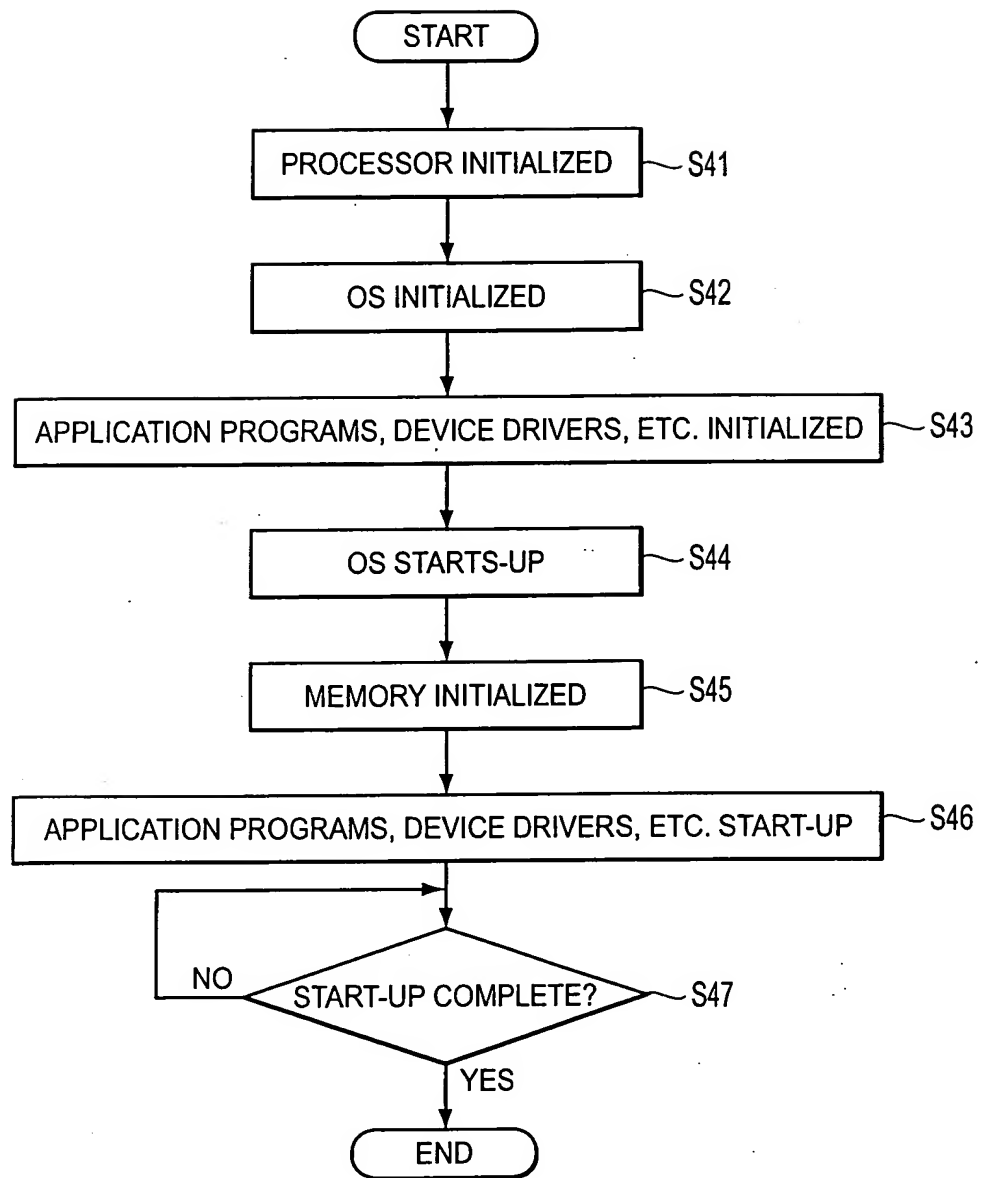 START
PROCESSOR INITIALIZED
S41
OS INITIALIZED
S42
APPLICATION PROGRAMS, DEVICE DRIVERS, ETC. INITIALIZED
S43
OS STARTS-UP
S44
MEMORY INITIALIZED
S45
APPLICATION PROGRAMS, DEVICE DRIVERS, ETC. START-UP
S46
NO
START-UP COMPLETE?
S47
YES
END